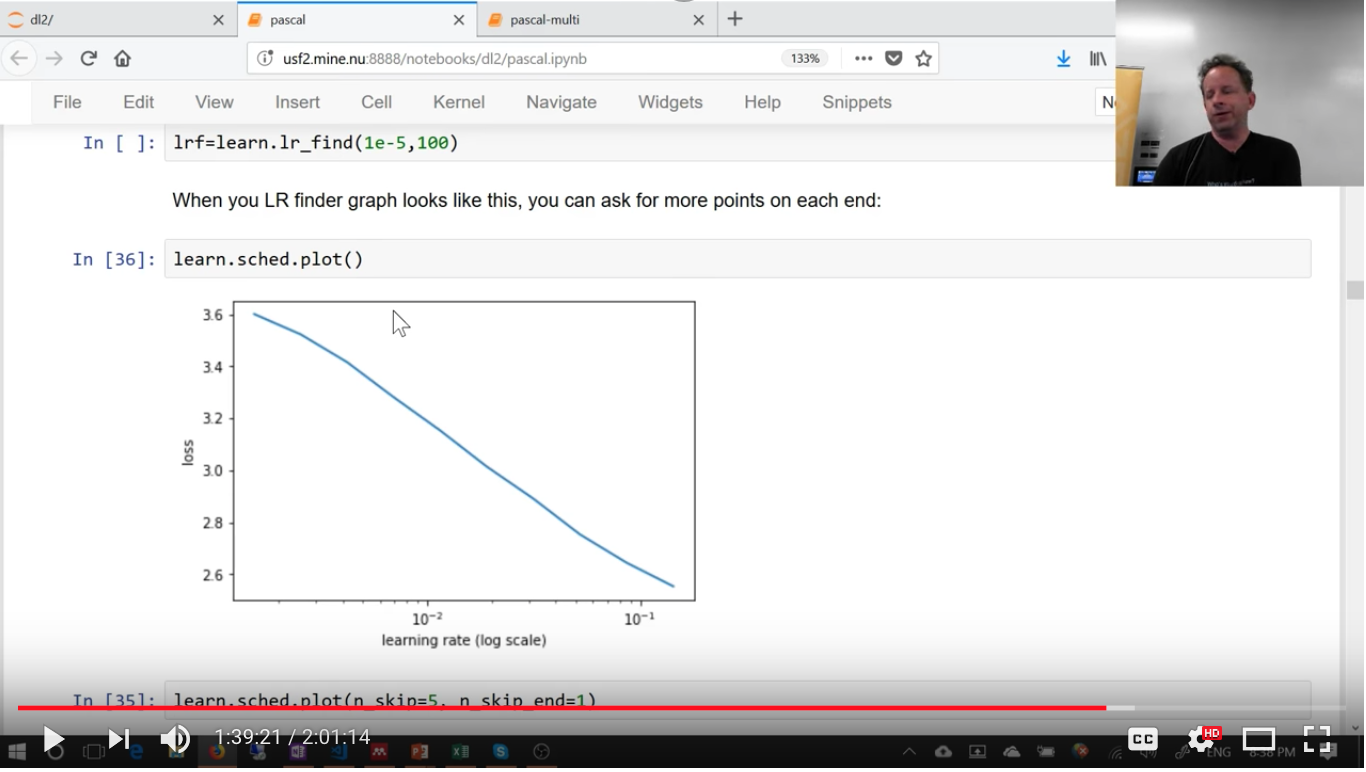 dl2/ pascal pascal-multi
usf2.mine.nu:8888/notebooks/dl2/pascal.ipynb 133%
File Edit View Insert Cell Kernel Navigate Widgets Help Snippets
In [ ]: lrf=learn.lr_find(1e-5,100)
When you LR finder graph looks like this, you can ask for more points on each end:
In [36]: learn.sched.plot()
3.6
3.4
3.2
3.0
2.8
2.6
loss
10⁻² 10⁻¹
learning rate (log scale)
In [35]: learn.sched.plot(n_skip=5, n_skip_end=1)
1:39:21 / 2:01:14 CC HD
ENG 8:38 PM